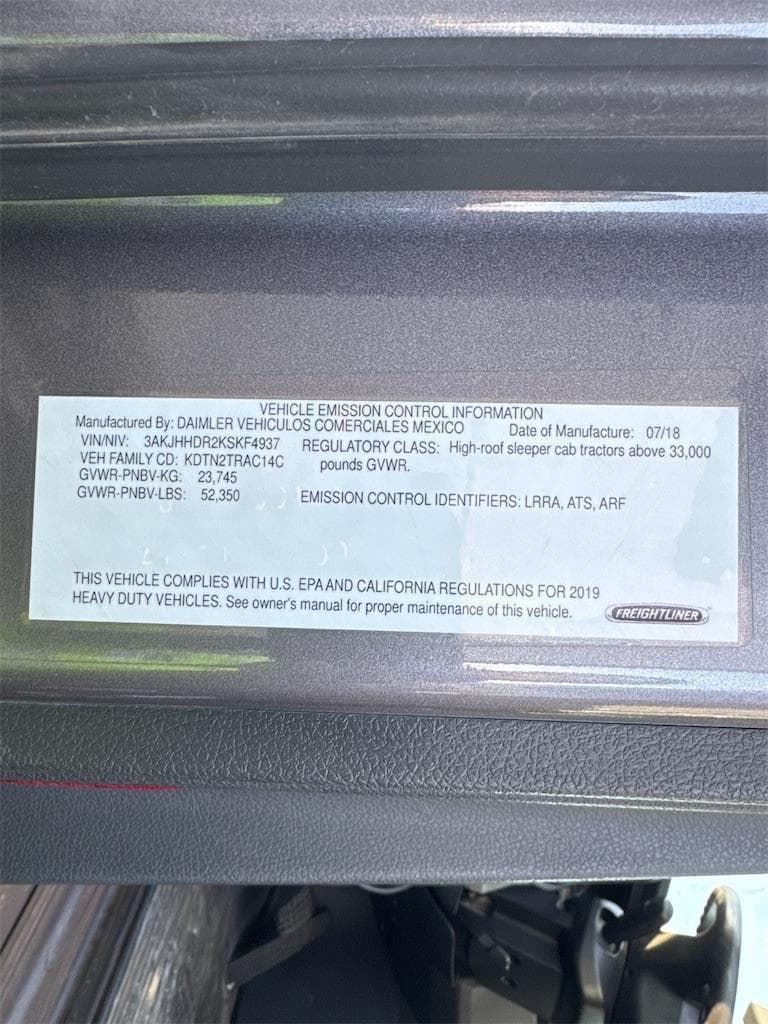 VEHICLE EMISSION CONTROL INFORMATION
Manufactured By: DAIMLER VEHICULOS COMERCIALES MEXICO Date of Manufacture: 07/18
VIN/NIV: 3AKJHHDR2KSKF4937 REGULATORY CLASS: High-roof sleeper cab tractors above 33,000
VEH FAMILY CD: KDTN2TRAC14C pounds GVWR.
GVWR-PNBV-KG: 23,745
GVWR-PNBV-LBS: 52,350 EMISSION CONTROL IDENTIFIERS: LRRA, ATS, ARF
THIS VEHICLE COMPLIES WITH U.S. EPA AND CALIFORNIA REGULATIONS FOR 2019
HEAVY DUTY VEHICLES. See owner's manual for proper maintenance of this vehicle.
FREIGHTLINER